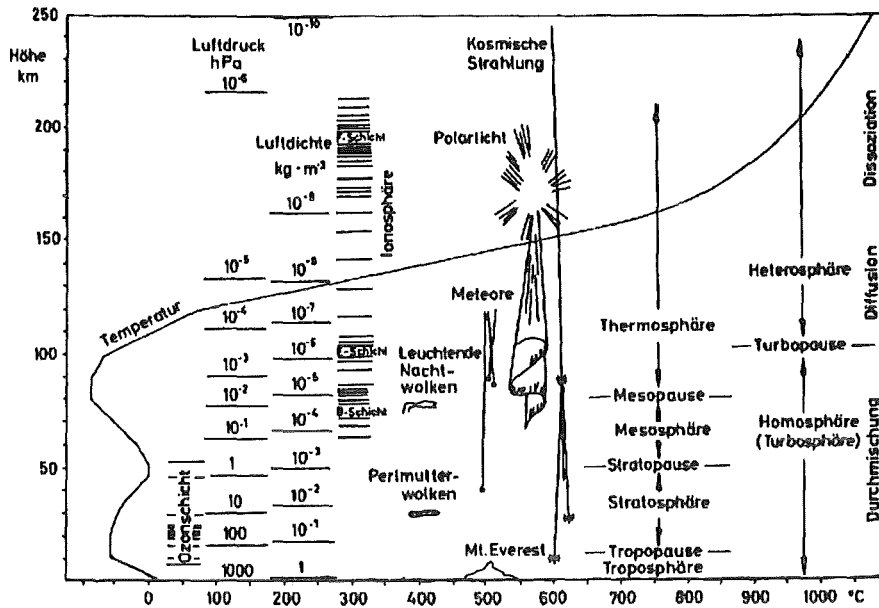 250
Höhe
km
200
150
100
50
Luftdruck
hPa
10⁻⁶
10⁻⁵
10⁻⁴
10⁻³
10⁻²
10⁻¹
1
10
100
1000
10⁻¹⁰
Luftdichte
kg·m⁻³
10⁻⁹
10⁻⁸
10⁻⁷
10⁻⁶
10⁻⁵
10⁻⁴
10⁻³
10⁻²
10⁻¹
1
Temperatur
Ozonschicht
F-Schicht
E-Schicht
D-Schicht
Ionosphäre
Kosmische
Strahlung
Polarlicht
Meteore
Leuchtende
Nacht-
wolken
Perlmutter-
wolken
Mt. Everest
Thermosphäre
Mesopause
Mesosphäre
Stratopause
Stratosphäre
Tropopause
Troposphäre
Heterosphäre
Turbopause
Homosphäre
(Turbosphäre)
Dissoziation
Diffusion
Durchmischung
0 100 200 300 400 500 600 700 800 900 1000 °C